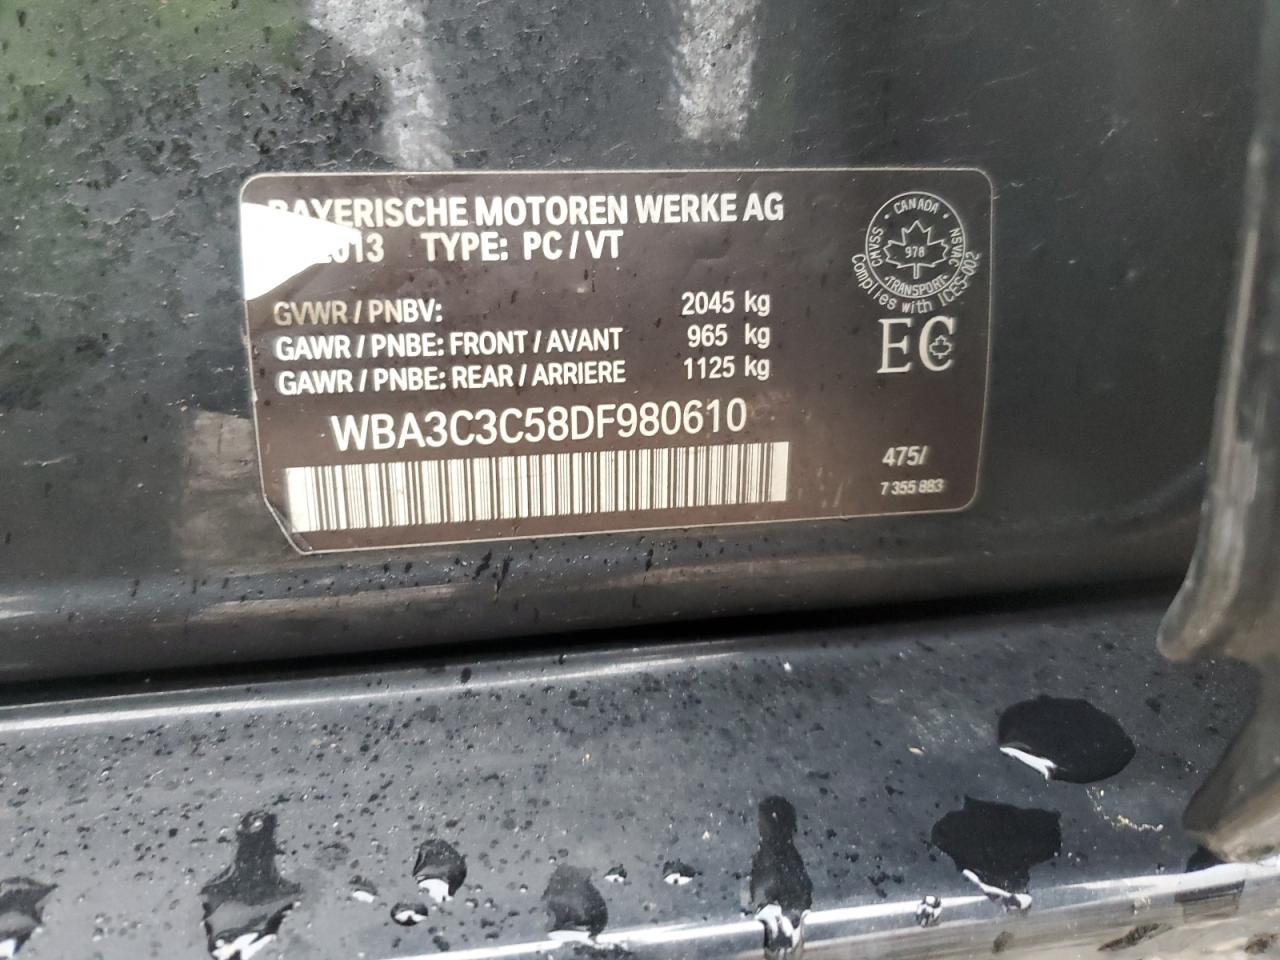 BAYERISCHE MOTOREN WERKE AG
2013 TYPE: PC / VT
GVWR / PNBV: 2045 kg
GAWR / PNBE: FRONT / AVANT 965 kg
GAWR / PNBE: REAR / ARRIERE 1125 kg
WBA3C3C58DF980610
CANADA
CMVSS
NSVAC
978
TRANSPORT
Complies with ICES-002
EC
475/
7 355 883